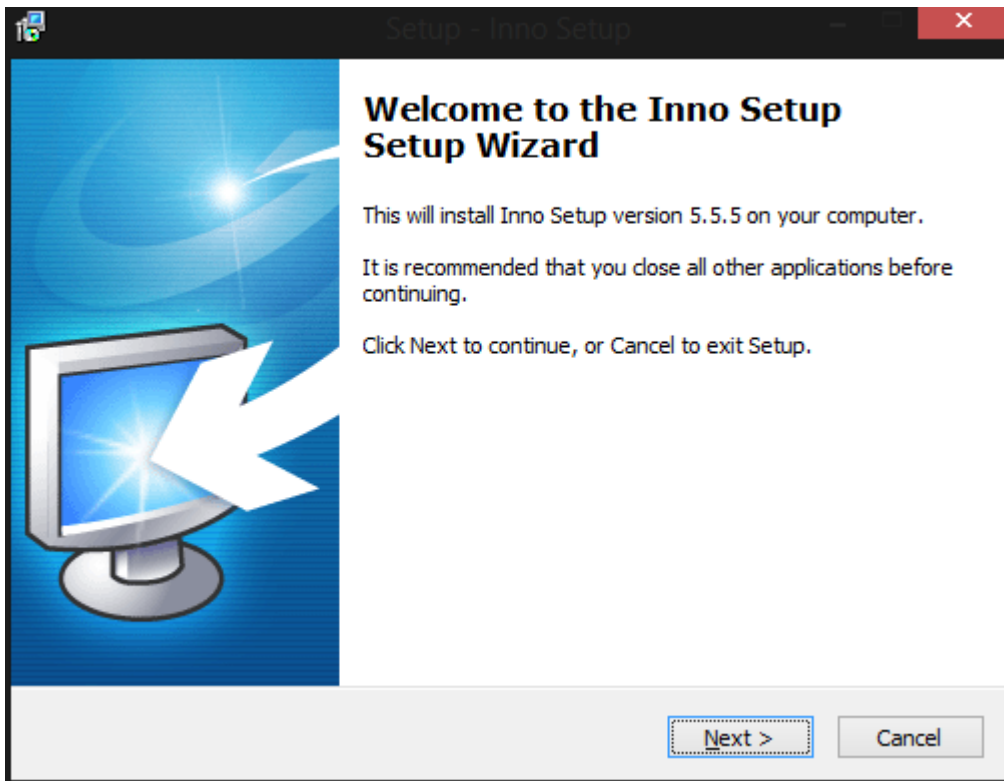 Setup - Inno Setup
Welcome to the Inno Setup
Setup Wizard
This will install Inno Setup version 5.5.5 on your computer.
It is recommended that you close all other applications before
continuing.
Click Next to continue, or Cancel to exit Setup.
Next >
Cancel